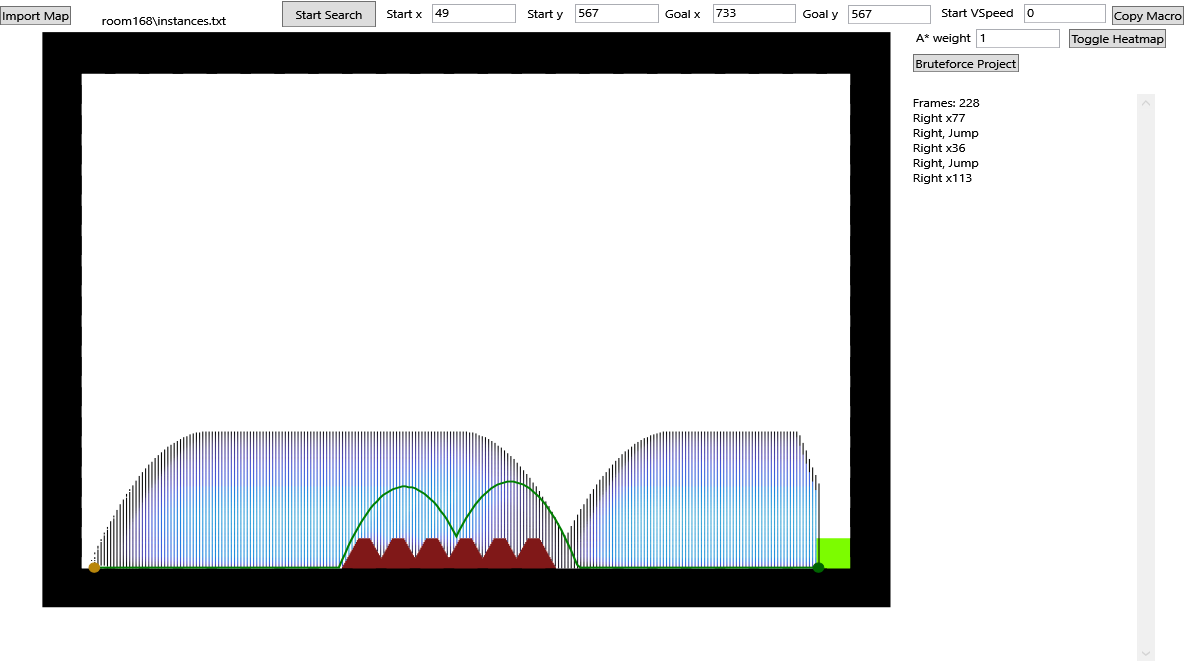 Import Map
room168\instances.txt
Start Search
Start x 49
Start y 567
Goal x 733
Goal y 567
Start VSpeed 0
Copy Macro
A* weight 1
Toggle Heatmap
Bruteforce Project
Frames: 228
Right x77
Right, Jump
Right x36
Right, Jump
Right x113